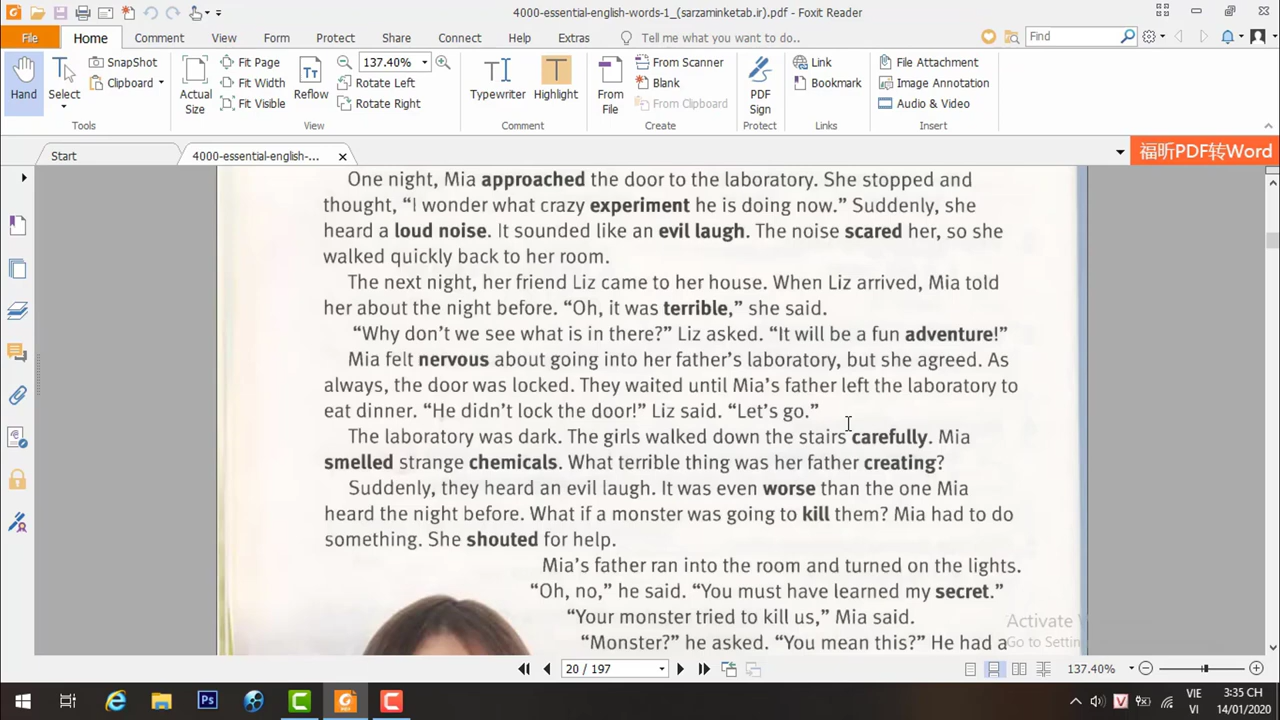 4000-essential-english-words-1_(sarzaminketab.ir).pdf - Foxit Reader
File Home Comment View Form Protect Share Connect Help Extras Tell me what you want to do.. Find
Hand Select SnapShot Clipboard Actual Size Fit Page Fit Width Fit Visible Reflow 137.40% Rotate Left Rotate Right Typewriter Highlight From File From Scanner Blank From Clipboard PDF Sign Link Bookmark File Attachment Image Annotation Audio & Video
Tools View Comment Create Protect Links Insert
Start 4000-essential-english-... 福昕PDF转Word
One night, Mia approached the door to the laboratory. She stopped and
thought, “I wonder what crazy experiment he is doing now.” Suddenly, she
heard a loud noise. It sounded like an evil laugh. The noise scared her, so she
walked quickly back to her room.
The next night, her friend Liz came to her house. When Liz arrived, Mia told
her about the night before. “Oh, it was terrible,” she said.
“Why don’t we see what is in there?” Liz asked. “It will be a fun adventure!”
Mia felt nervous about going into her father’s laboratory, but she agreed. As
always, the door was locked. They waited until Mia’s father left the laboratory to
eat dinner. “He didn’t lock the door!” Liz said. “Let’s go.”
The laboratory was dark. The girls walked down the stairs carefully. Mia
smelled strange chemicals. What terrible thing was her father creating?
Suddenly, they heard an evil laugh. It was even worse than the one Mia
heard the night before. What if a monster was going to kill them? Mia had to do
something. She shouted for help.
Mia’s father ran into the room and turned on the lights.
“Oh, no,” he said. “You must have learned my secret.”
“Your monster tried to kill us,” Mia said.
“Monster?” he asked. “You mean this?” He had a
Activate
Go to Settin
20 / 197 137.40%
VIE 3:35 CH
VI 14/01/2020